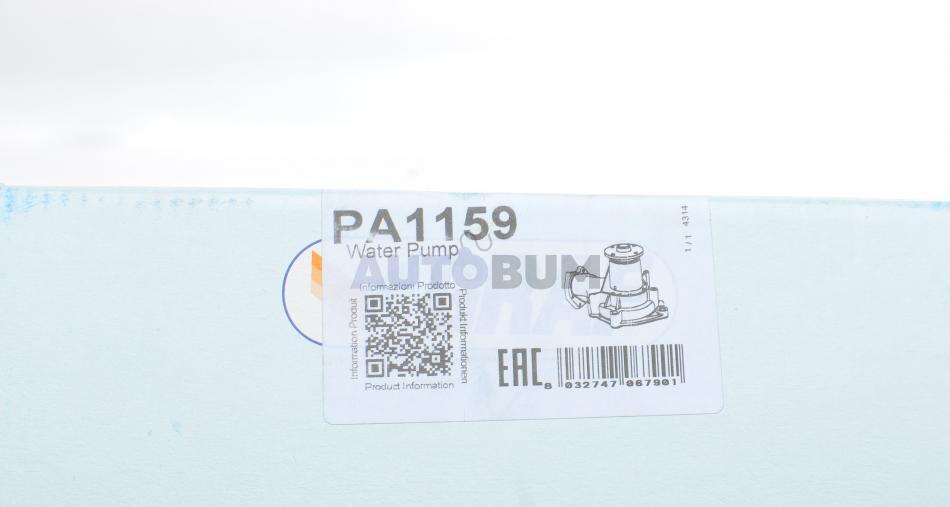 PA1159
Water Pump
1/1 4314
AUTOBUM
Informazioni Prodotto
Information Produit
Produkt Informationen
Product Information
EAC
8 032747 067901